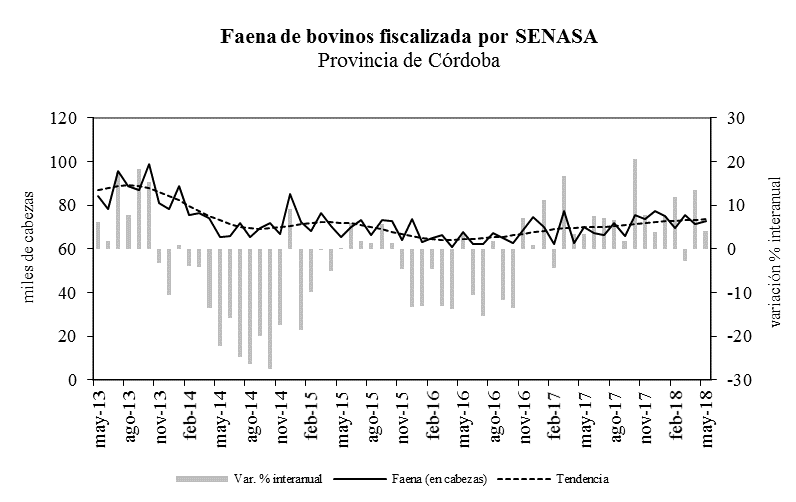 Faena de bovinos fiscalizada por SENASA
Provincia de Córdoba
miles de cabezas
120
100
80
60
40
20
0
30
20
10
0
-10
-20
-30
variación % interanual
may-13
ago-13
nov-13
feb-14
may-14
ago-14
nov-14
feb-15
may-15
ago-15
nov-15
feb-16
may-16
ago-16
nov-16
feb-17
may-17
ago-17
nov-17
feb-18
may-18
Var. % interanual
Faena (en cabezas)
Tendencia